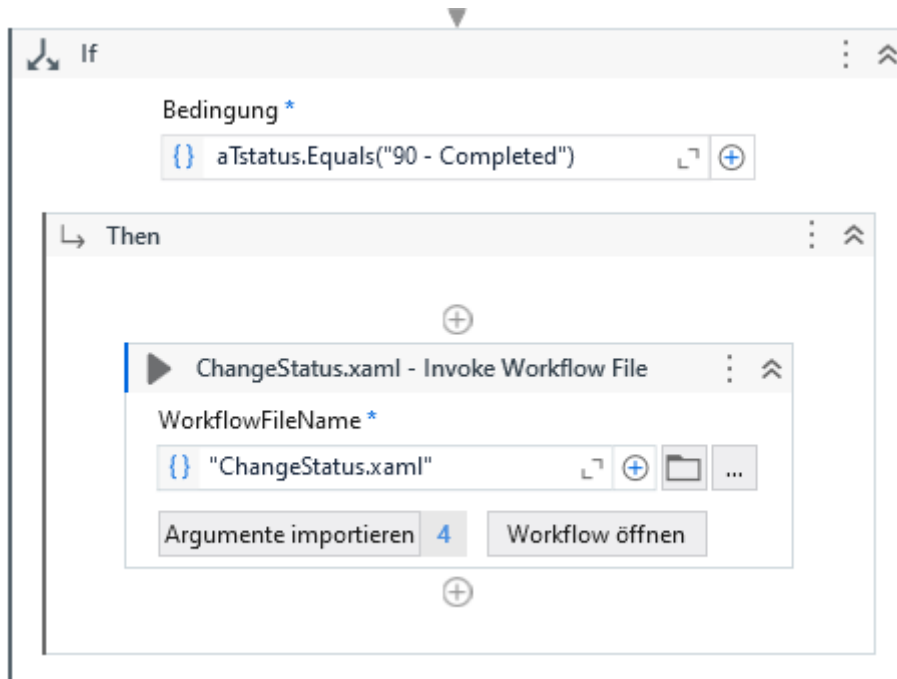 If
Bedingung *
{} aTstatus.Equals("90 - Completed")
Then
ChangeStatus.xaml - Invoke Workflow File
WorkflowFileName *
{} "ChangeStatus.xaml"
...
Argumente importieren 4 Workflow öffnen